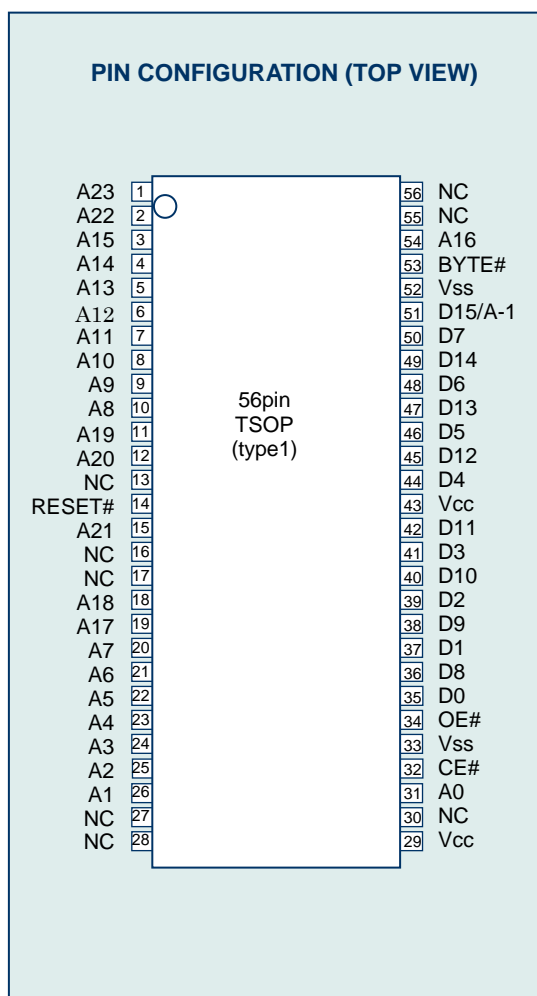 PIN CONFIGURATION (TOP VIEW)
A23 1 56 NC
A22 2 55 NC
A15 3 54 A16
A14 4 53 BYTE#
A13 5 52 Vss
A12 6 51 D15/A-1
A11 7 50 D7
A10 8 49 D14
A9 9 48 D6
A8 10 47 D13
A19 11 46 D5
A20 12 45 D12
NC 13 44 D4
RESET# 14 43 Vcc
A21 15 42 D11
NC 16 41 D3
NC 17 40 D10
A18 18 39 D2
A17 19 38 D9
A7 20 37 D1
A6 21 36 D8
A5 22 35 D0
A4 23 34 OE#
A3 24 33 Vss
A2 25 32 CE#
A1 26 31 A0
NC 27 30 NC
NC 28 29 Vcc
56pin
TSOP
(type1)